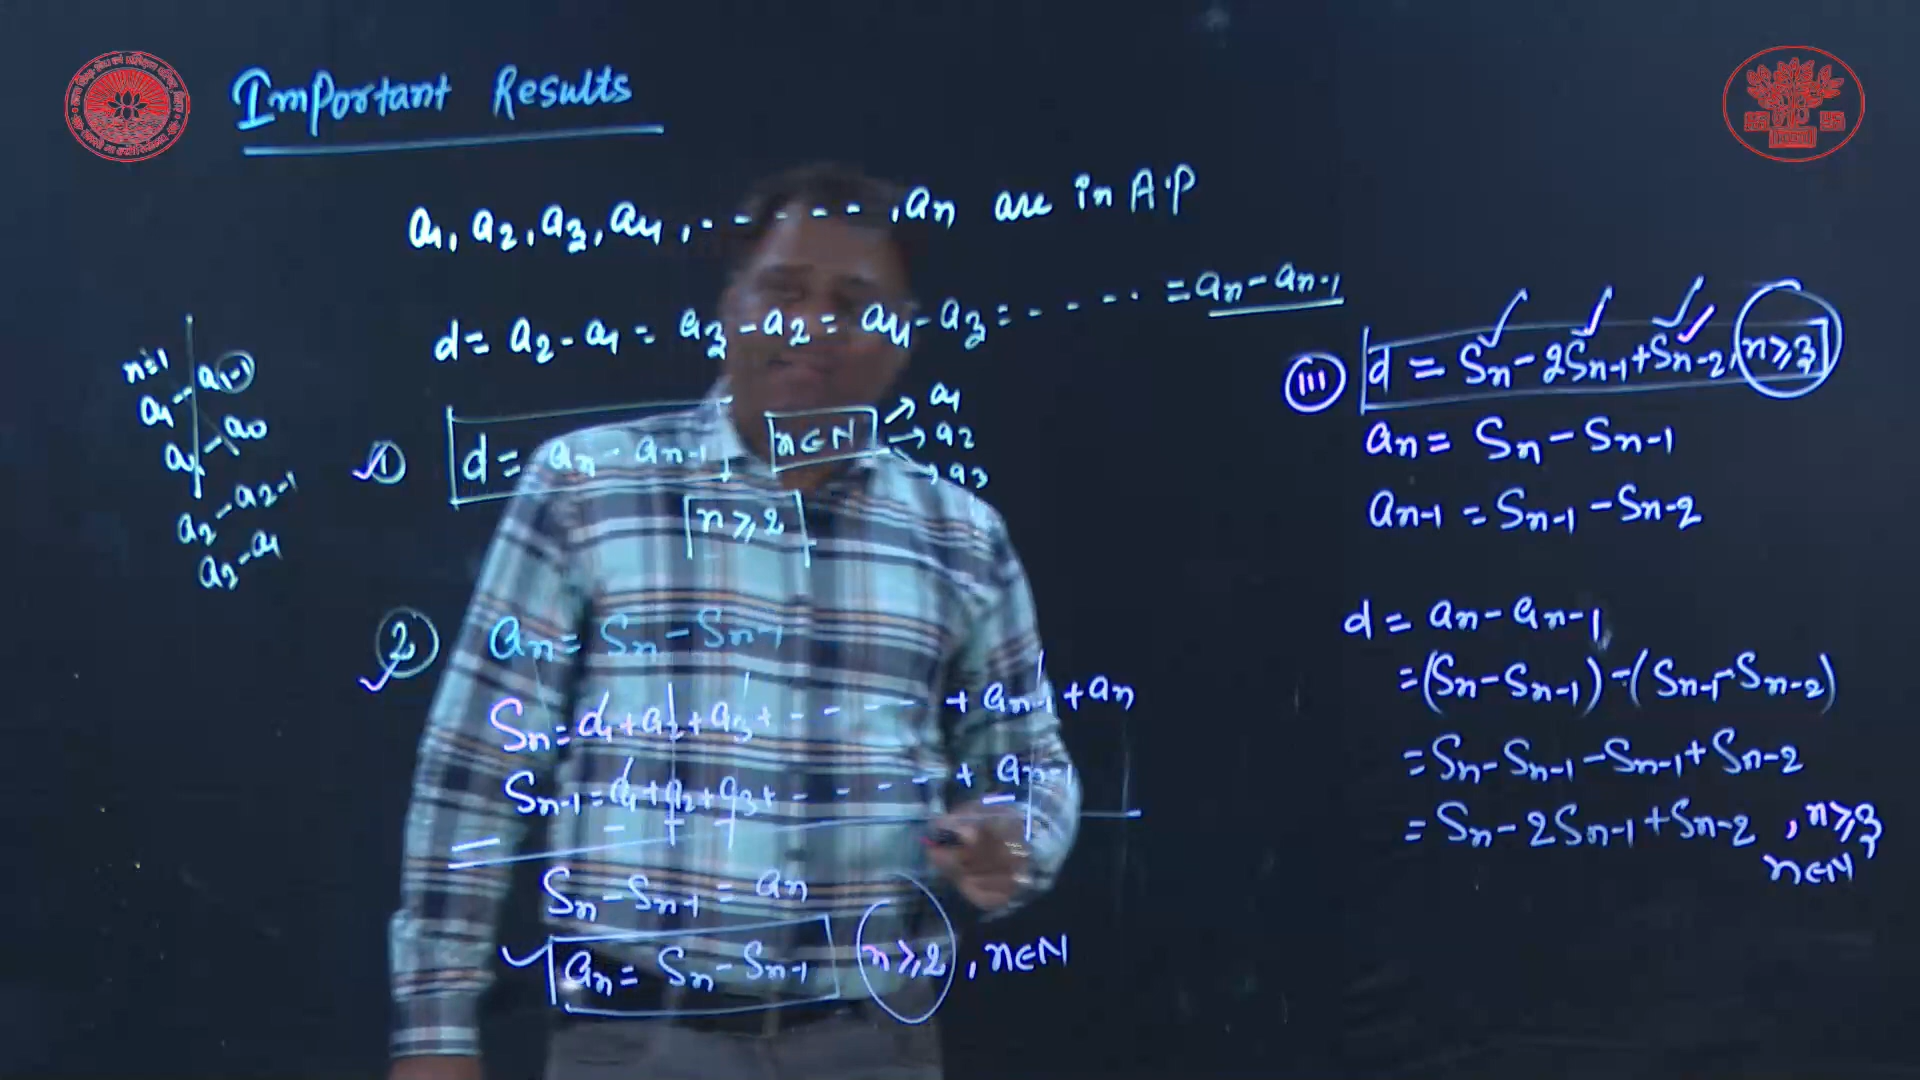 Important Results
a₁, a₂, a₃, a₄, - - - - - -, aₙ are in A.P
d = a₂ - a₁ = a₃ - a₂ = a₄ - a₃ = - - - - - = aₙ - aₙ₋₁
n=1
a₁ - a₁₋₁
a₁ - a₀
a₂ - a₂₋₁
a₂ - a₁
① d = aₙ - aₙ₋₁ n∈N → a₁
→ a₂
→ a₃
n≥2
② aₙ = Sₙ - Sₙ₋₁
Sₙ = a₁ + a₂ + a₃ + - - - - - + aₙ₋₁ + aₙ
Sₙ₋₁ = a₁ + a₂ + a₃ + - - - - - + aₙ₋₁
Sₙ - Sₙ₋₁ = aₙ
aₙ = Sₙ - Sₙ₋₁ n≥2, n∈N
(iii) d = Sₙ - 2Sₙ₋₁ + Sₙ₋₂, n≥3
aₙ = Sₙ - Sₙ₋₁
aₙ₋₁ = Sₙ₋₁ - Sₙ₋₂
d = aₙ - aₙ₋₁
= (Sₙ - Sₙ₋₁) - (Sₙ₋₁ - Sₙ₋₂)
= Sₙ - Sₙ₋₁ - Sₙ₋₁ + Sₙ₋₂
= Sₙ - 2Sₙ₋₁ + Sₙ₋₂, n≥3,
n∈N